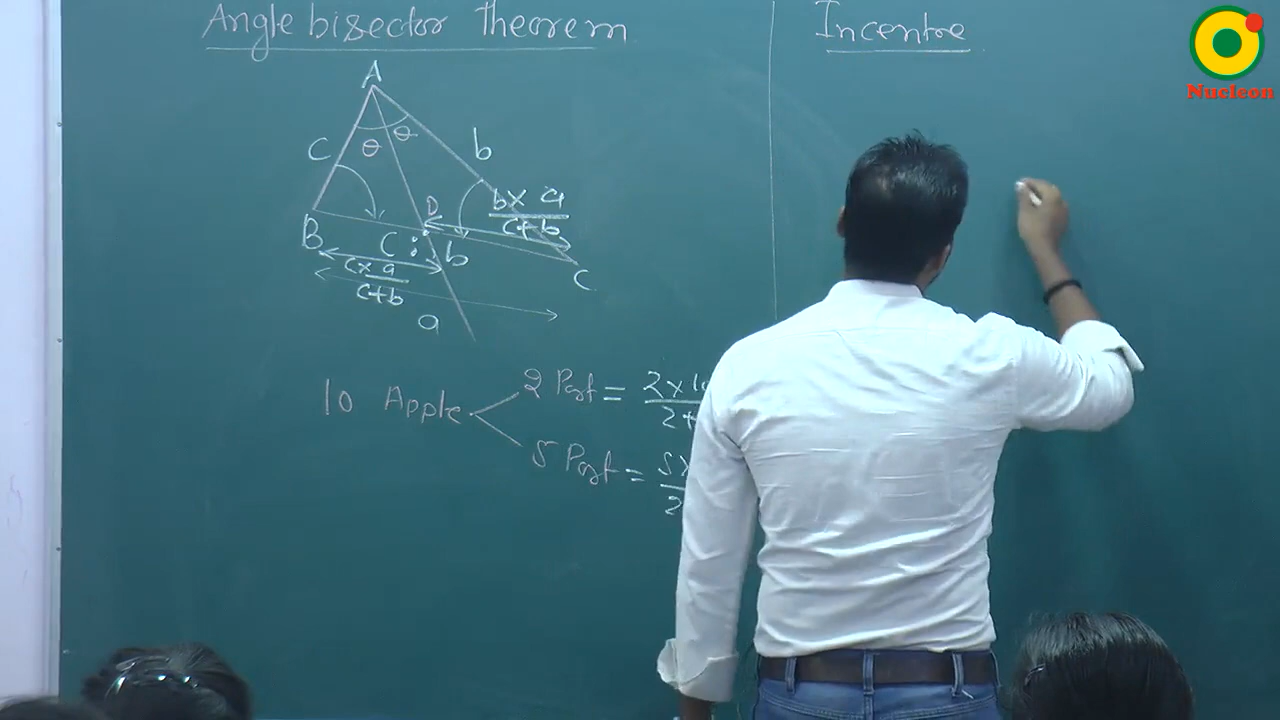 Angle bisector Theorem
Incentre
Nucleon
A
θ
θ
c
b
D
b× a
c+b
B
c : b
C
c× a
c+b
a
10 Apple
2 Part = 2×1
2+
5 Part = 5×
2